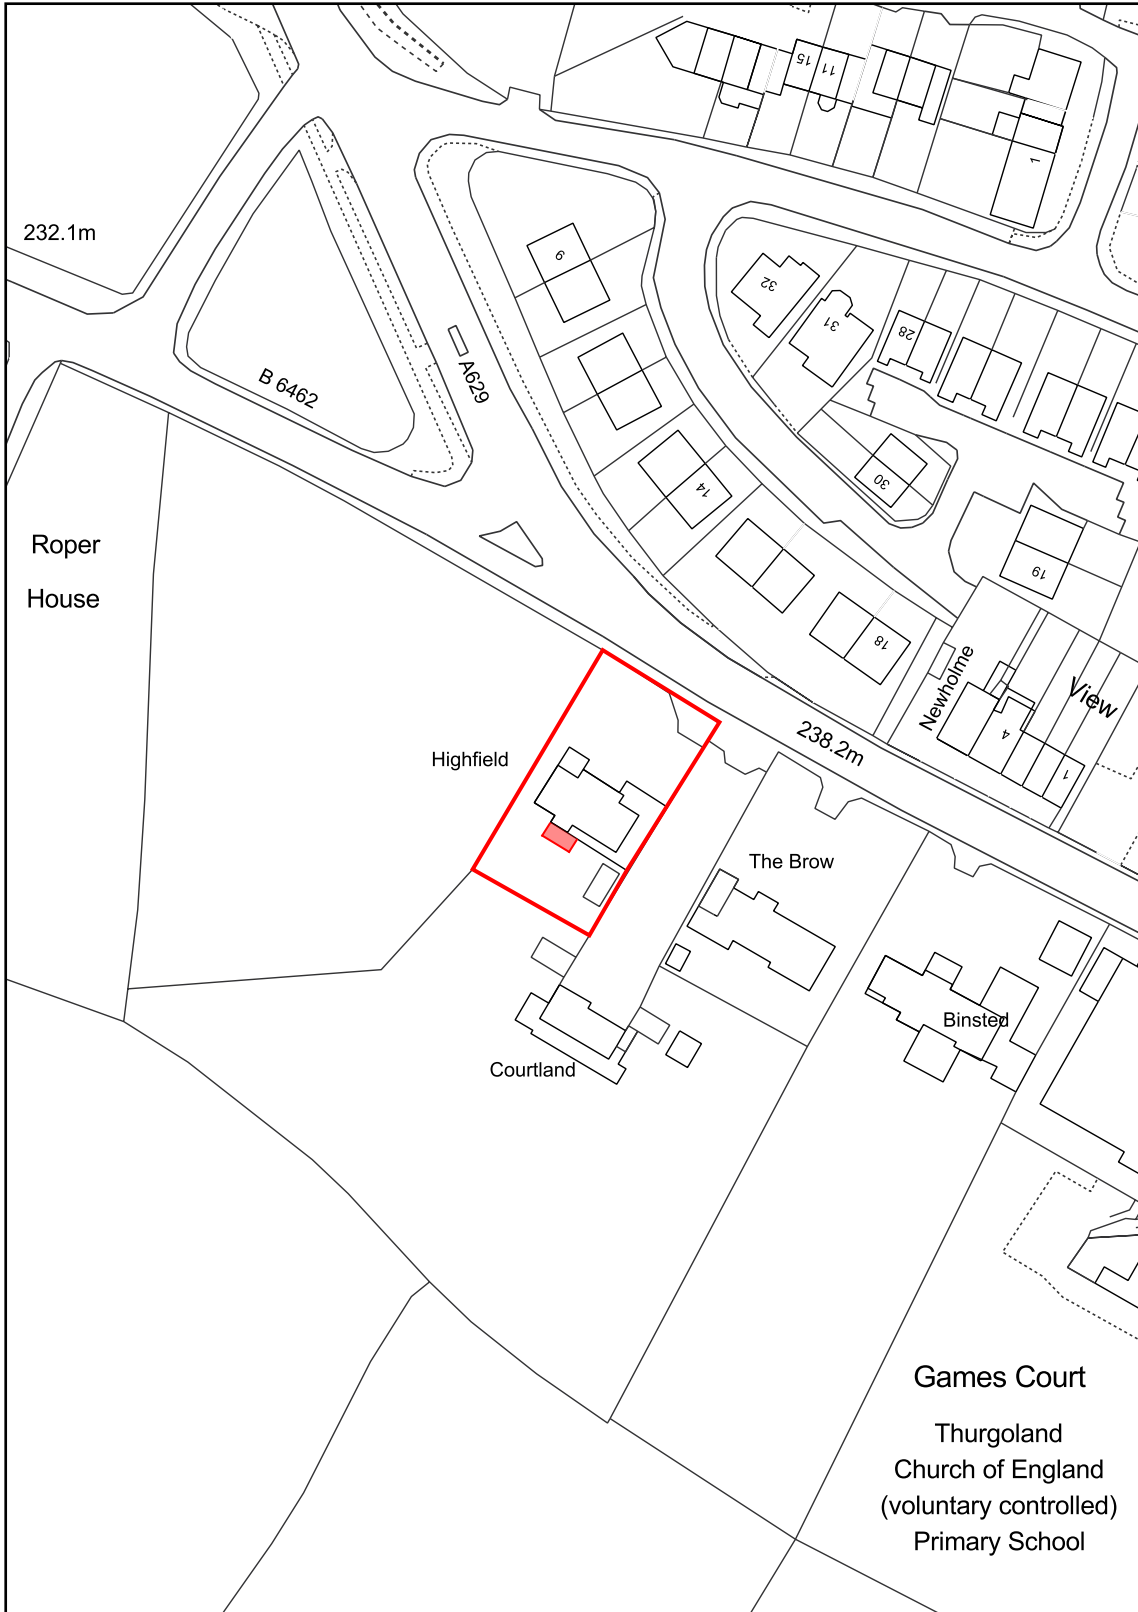 15
11
1
232.1m
9
32
31
28
B 6462
A629
14
30
Roper
House
19
18
Newholme
View
4
1
238.2m
Highfield
The Brow
Binsted
Courtland
Games Court
Thurgoland
Church of England
(voluntary controlled)
Primary School